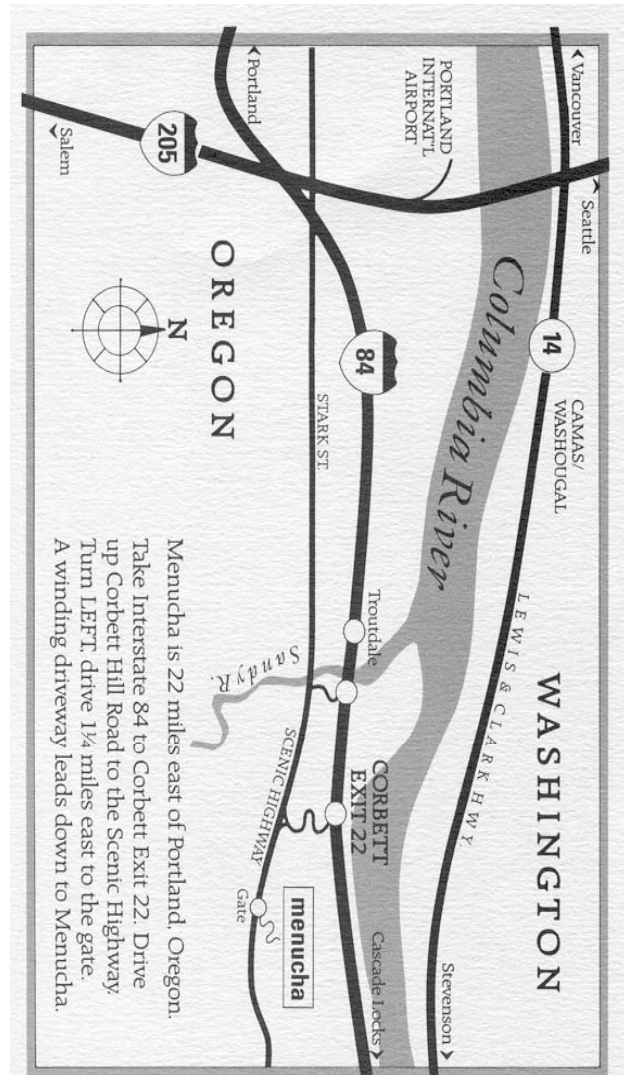 Vancouver
Seattle
14
CAMAS/
WASHOUGAL
WASHINGTON
LEWIS & CLARK HWY.
Stevenson
PORTLAND
INTERNAT'L
AIRPORT
Columbia River
Portland
84
Troutdale
CORBETT
EXIT 22
Cascade Locks
STARK ST.
Sandy R.
SCENIC HIGHWAY
menucha
Gate
205
Salem
OREGON
N
Menucha is 22 miles east of Portland, Oregon.
Take Interstate 84 to Corbett Exit 22. Drive
up Corbett Hill Road to the Scenic Highway.
Turn LEFT, drive 1¼ miles east to the gate.
A winding driveway leads down to Menucha.